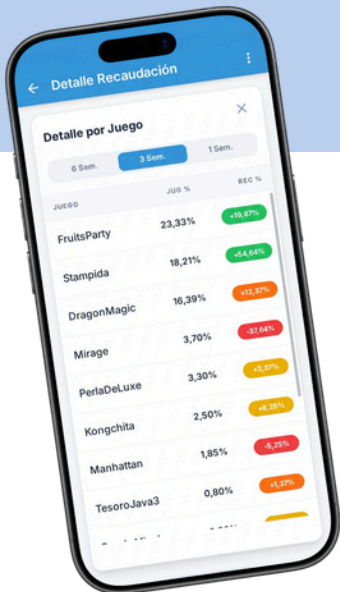 Detalle Recaudación
Detalle por Juego
6 Sem. 3 Sem. 1 Sem.
JUEGO JUG % REC %
FruitsParty 23,33% +19,87%
Stampida 18,21% +54,64%
DragonMagic 16,39% +12,37%
Mirage 3,70% -37,64%
PerlaDeLuxe 3,30% +3,37%
Kongchita 2,50% +8,26%
Manhattan 1,85% -5,25%
TesoroJava3 0,80% +1,37%